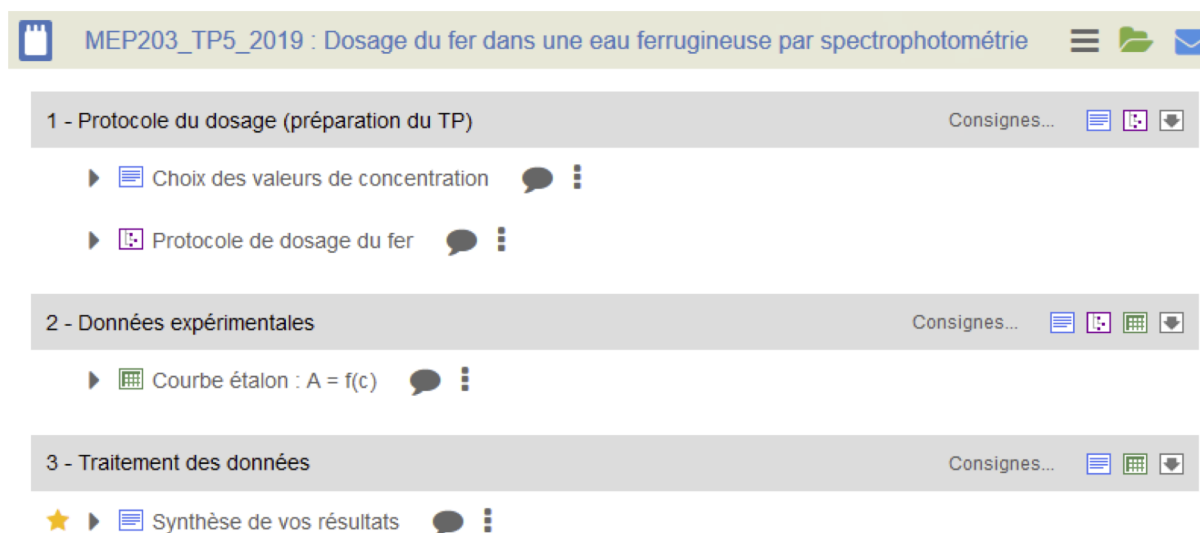 MEP203_TP5_2019 : Dosage du fer dans une eau ferrugineuse par spectrophotométrie
1 - Protocole du dosage (préparation du TP) Consignes...
Choix des valeurs de concentration
Protocole de dosage du fer
2 - Données expérimentales Consignes...
Courbe étalon : A = f(c)
3 - Traitement des données Consignes...
Synthèse de vos résultats